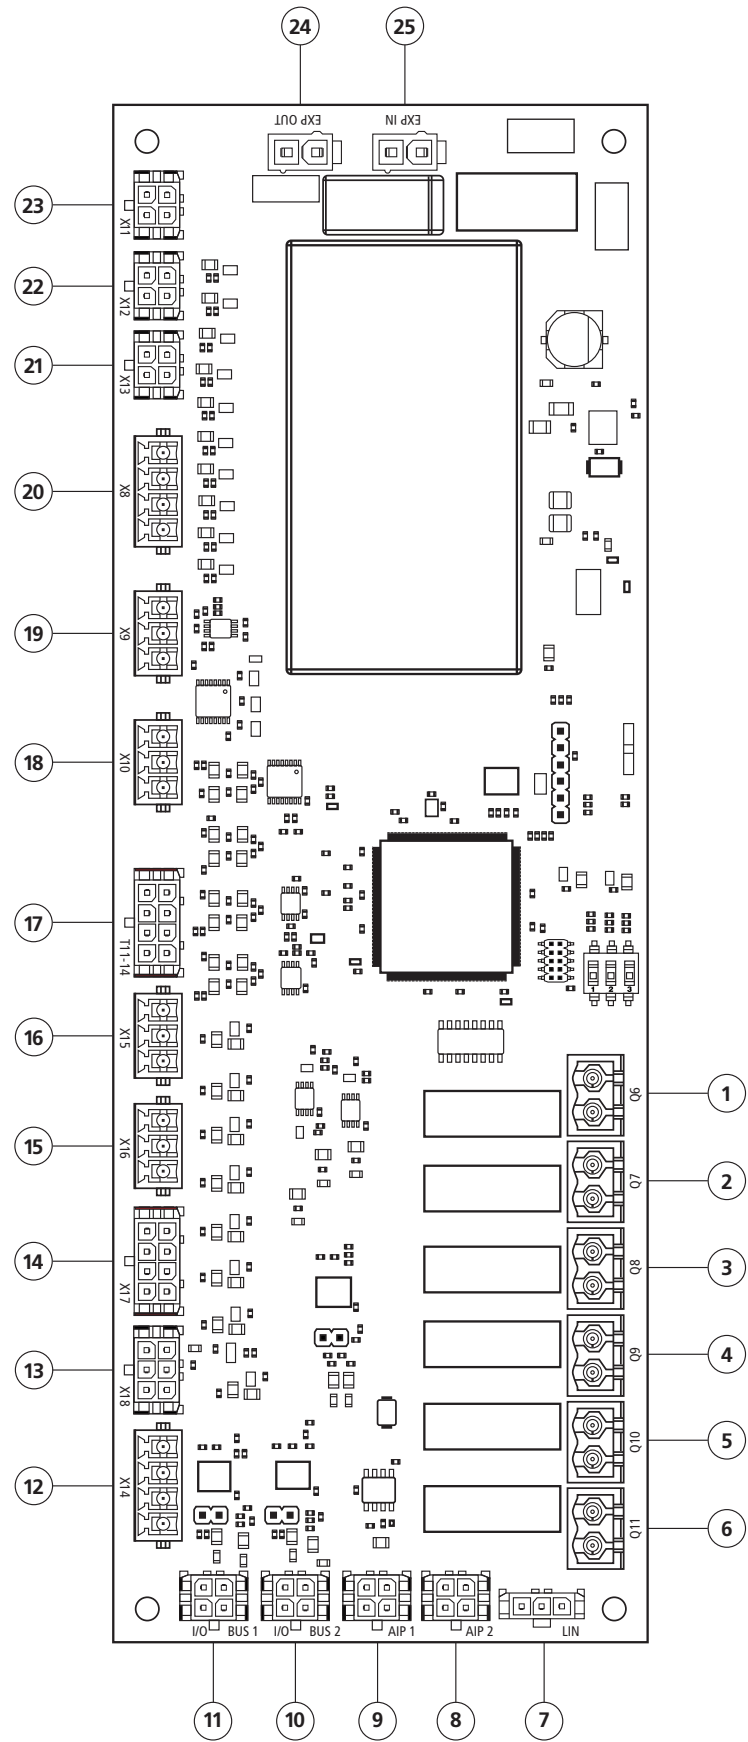 24 25
EXP OUT EXP IN
23 X11
22 X12
21 X13
20 X8
19 X9
18 X10
17 T11-14
1 2 3
16 X15
Q6 1
15 X16
Q7 2
14 X17
Q8 3
13 X18
Q9 4
12 X14
Q10 5
Q11 6
I/O BUS 1 I/O BUS 2 AIP 1 AIP 2 LIN
11 10 9 8 7